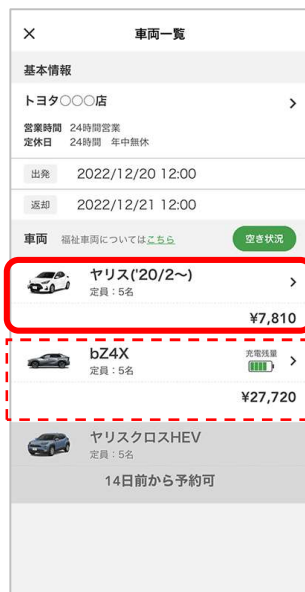 × 車両一覧
基本情報
トヨタ○○○店
営業時間 24時間営業
定休日 24時間 年中無休
出発 2022/12/20 12:00
返却 2022/12/21 12:00
車両 福祉車両についてはこちら 空き状況
ヤリス('20/2〜)
定員：5名
¥7,810
bZ4X 充電残量
定員：5名
¥27,720
ヤリスクロスHEV
定員：5名
14日前から予約可